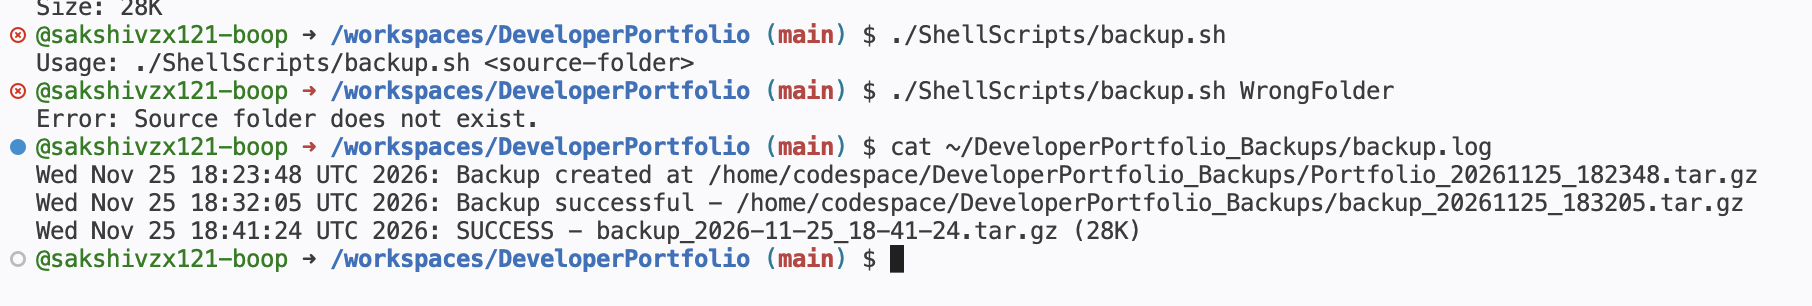 Size: 28K
@sakshivzx121-boop ➜ /workspaces/DeveloperPortfolio (main) $ ./ShellScripts/backup.sh
Usage: ./ShellScripts/backup.sh <source-folder>
@sakshivzx121-boop ➜ /workspaces/DeveloperPortfolio (main) $ ./ShellScripts/backup.sh WrongFolder
Error: Source folder does not exist.
@sakshivzx121-boop ➜ /workspaces/DeveloperPortfolio (main) $ cat ~/DeveloperPortfolio_Backups/backup.log
Wed Nov 25 18:23:48 UTC 2026: Backup created at /home/codespace/DeveloperPortfolio_Backups/Portfolio_20261125_182348.tar.gz
Wed Nov 25 18:32:05 UTC 2026: Backup successful - /home/codespace/DeveloperPortfolio_Backups/backup_20261125_183205.tar.gz
Wed Nov 25 18:41:24 UTC 2026: SUCCESS - backup_2026-11-25_18-41-24.tar.gz (28K)
@sakshivzx121-boop ➜ /workspaces/DeveloperPortfolio (main) $